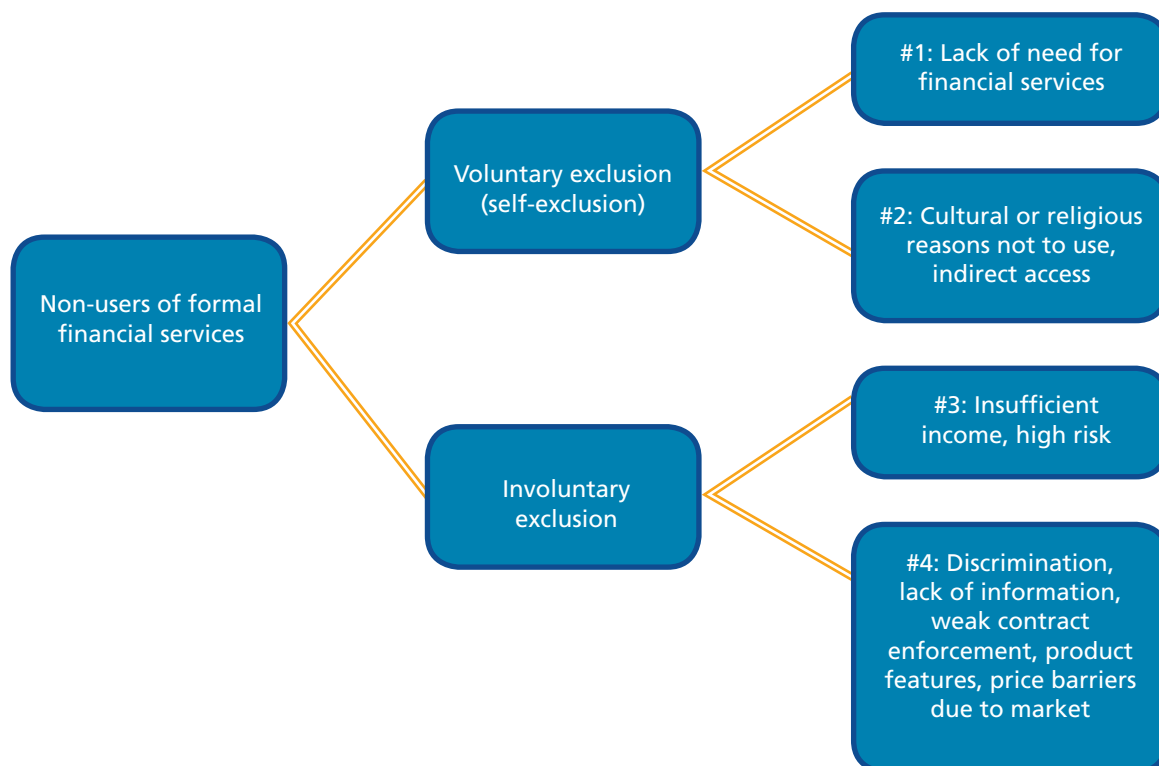 Non-users of formal
financial services
Voluntary exclusion
(self-exclusion)
Involuntary
exclusion
#1: Lack of need for
financial services
#2: Cultural or religious
reasons not to use,
indirect access
#3: Insufficient
income, high risk
#4: Discrimination,
lack of information,
weak contract
enforcement, product
features, price barriers
due to market